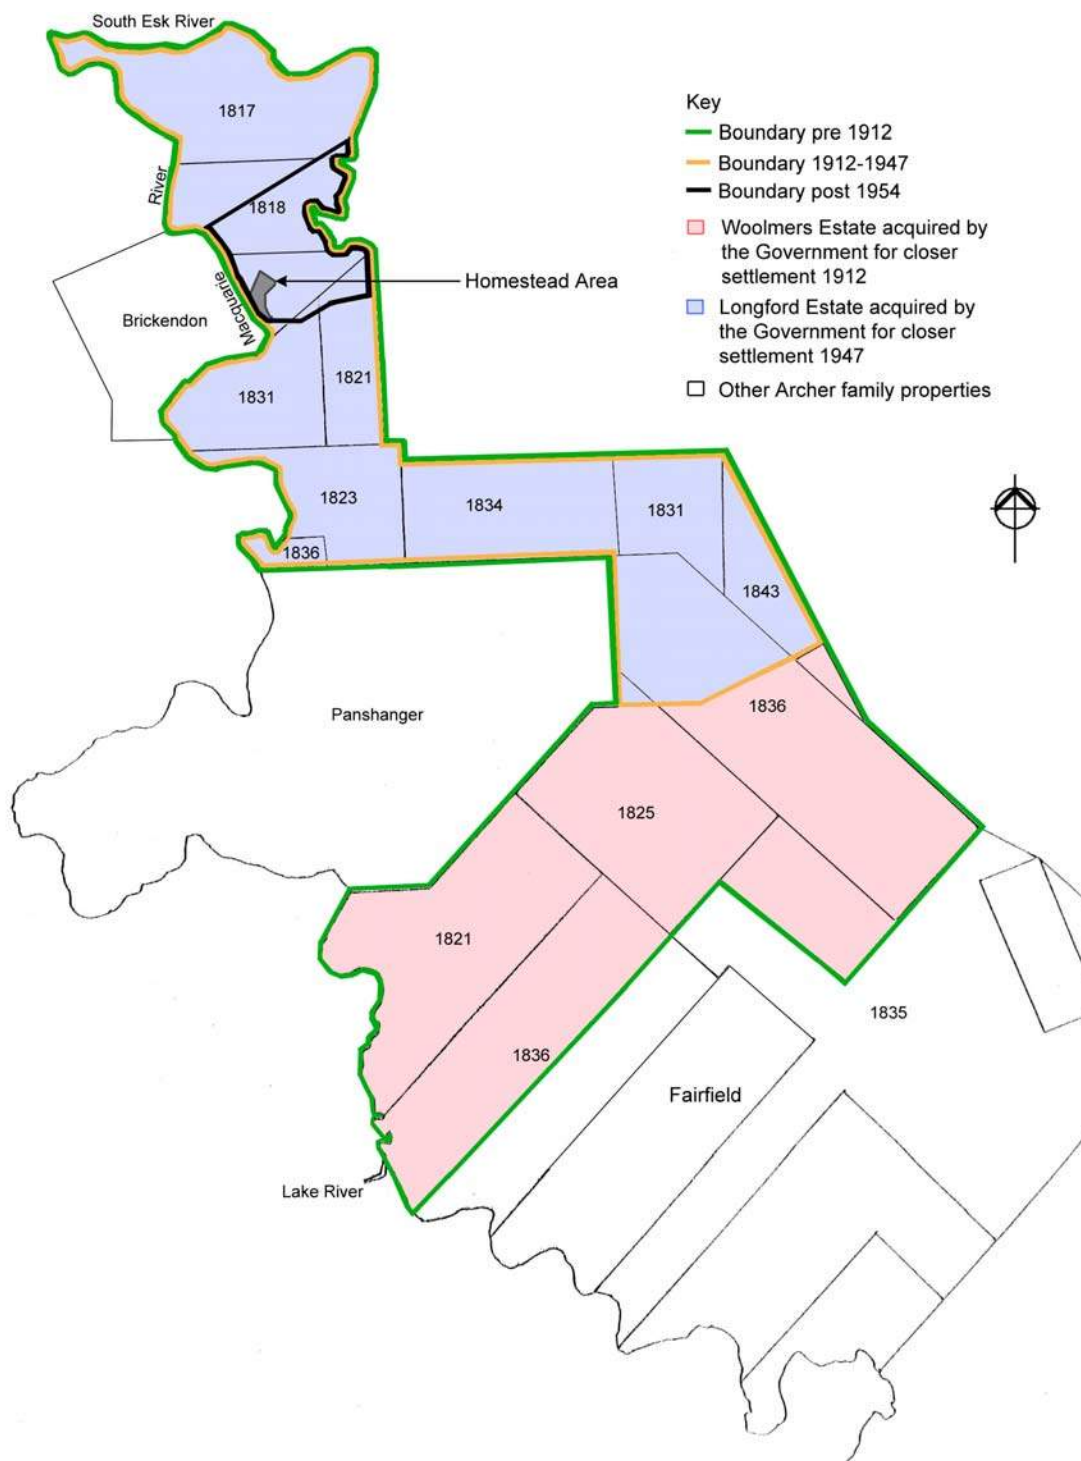 South Esk River
1817
River
1818
Macquarie
Brickendon
Homestead Area
Key
Boundary pre 1912
Boundary 1912-1947
Boundary post 1954
Woolmers Estate acquired by
the Government for closer
settlement 1912
Longford Estate acquired by
the Government for closer
settlement 1947
Other Archer family properties
1821
1831
1823
1834
1831
1836
1843
Panshanger
1836
1825
1821
1835
1836
Fairfield
Lake River